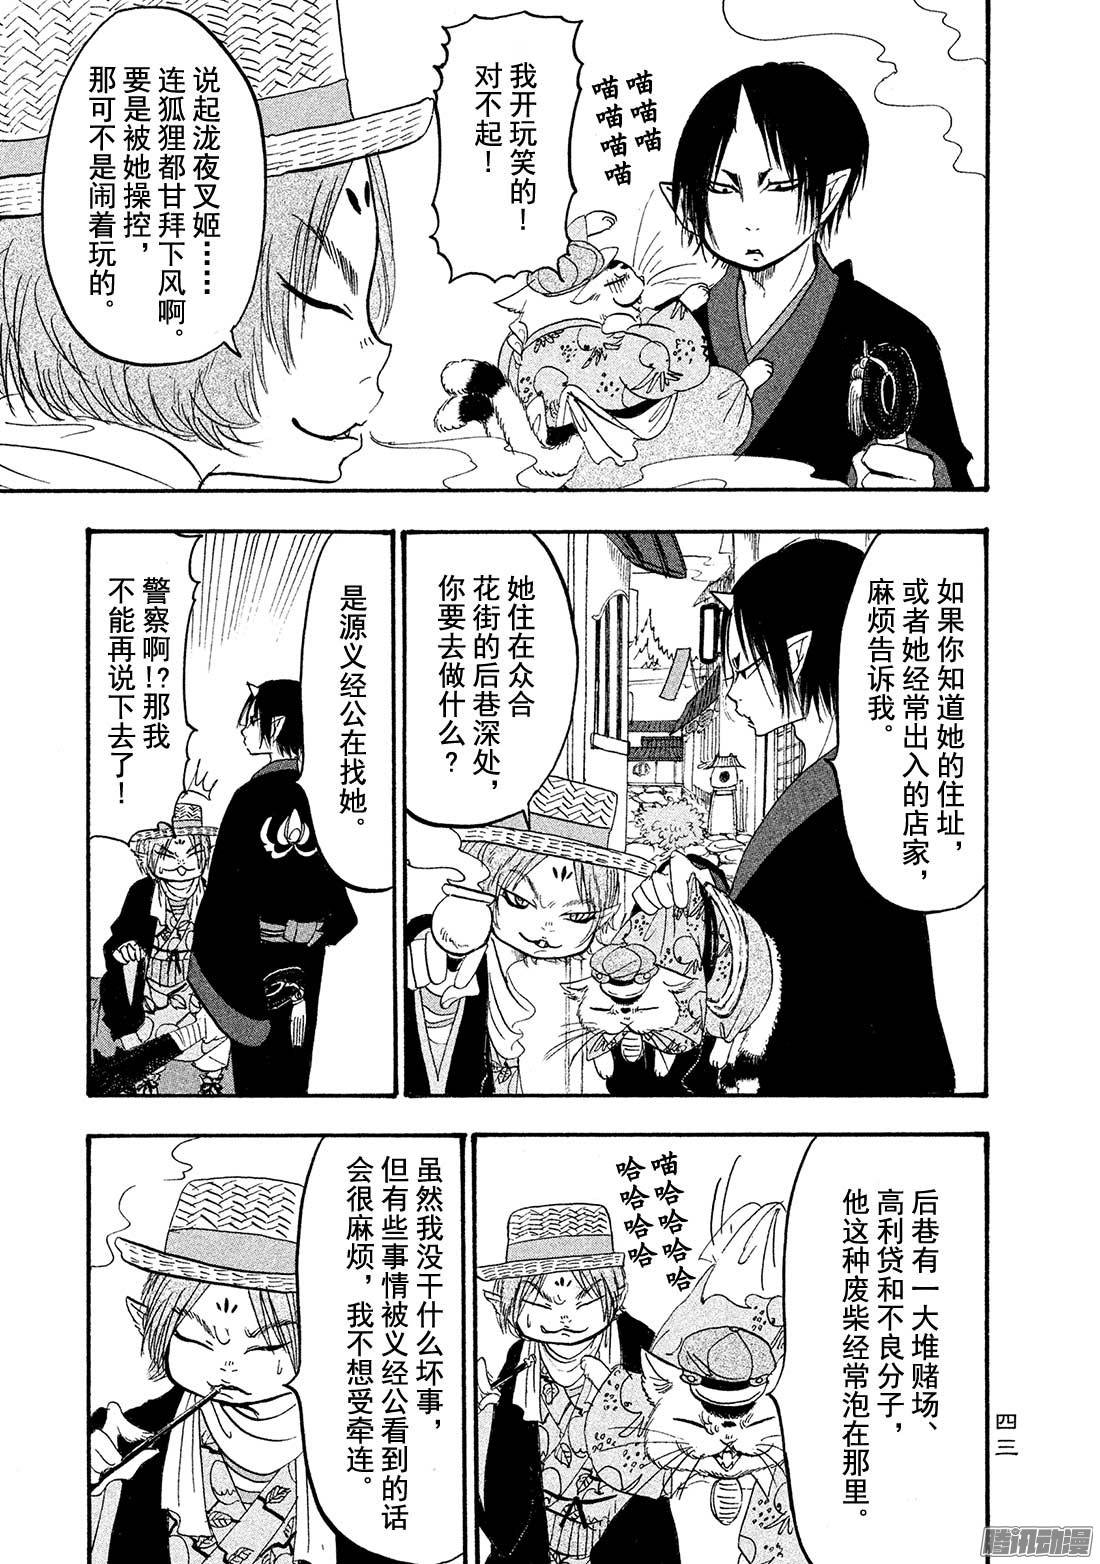 喵喵喵
喵喵喵喵
我开玩笑的！
对不起！
说起泷夜叉姬……
连狐狸都甘拜下风啊。
要是被她操控，
那可不是闹着玩的。
如果你知道她的住址，
或者她经常出入的店家，
麻烦告诉我。
她住在众合
花街的后巷深处，
你要去做什么？
是源义经公在找她。
警察啊!?那我
不能再说下去了！
后巷有一大堆赌场、
高利贷和不良分子，
他这种废柴经常泡在那里。
喵哈哈哈哈
哈哈哈哈
虽然我没干什么坏事，
但有些事情被义经公看到的话
会很麻烦，我不想受牵连。
四三
腾讯动漫